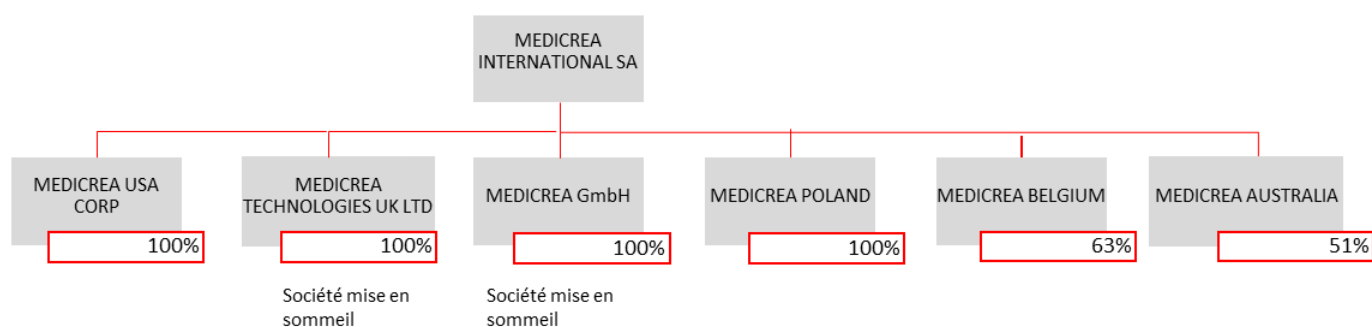 MEDICREA
INTERNATIONAL SA
MEDICREA USA
CORP
100%
MEDICREA
TECHNOLOGIES UK LTD
100%
Société mise en
sommeil
MEDICREA GmbH
100%
Société mise en
sommeil
MEDICREA POLAND
100%
MEDICREA BELGIUM
63%
MEDICREA AUSTRALIA
51%